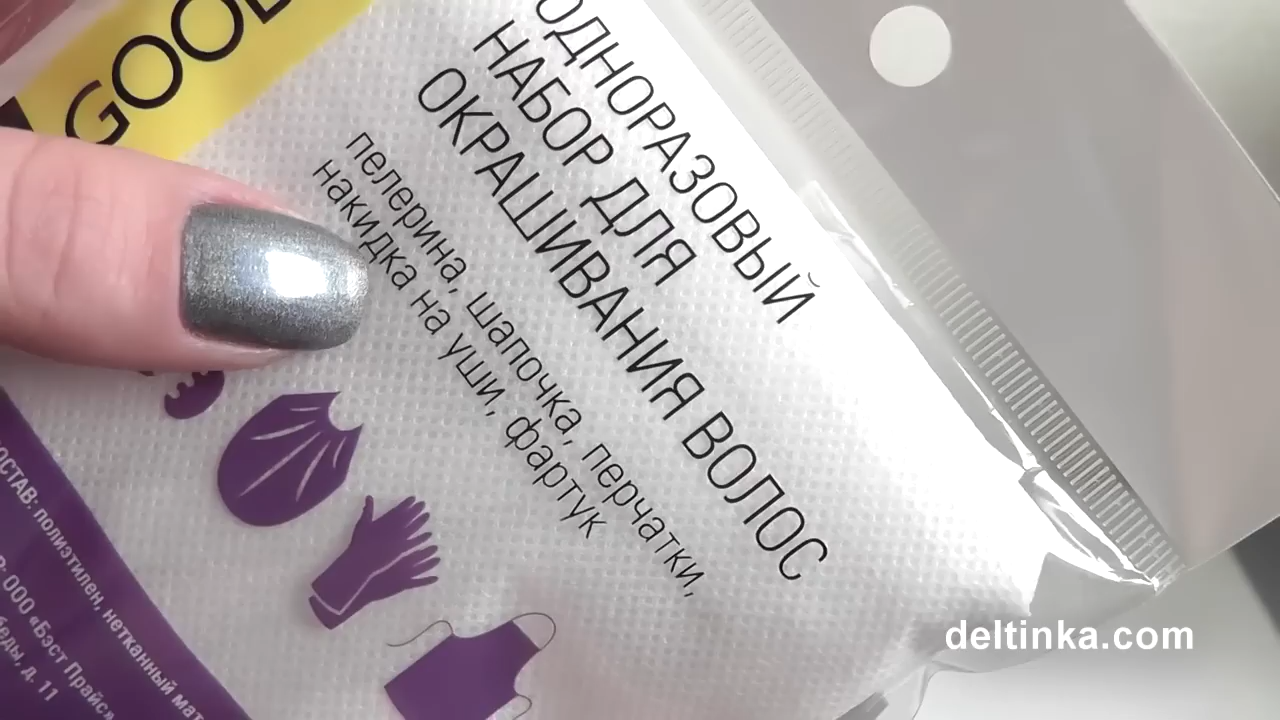 GOOD
ОДНОРАЗОВЫЙ
НАБОР ДЛЯ
ОКРАШИВАНИЯ ВОЛОС
пелерина, шапочка, перчатки,
накидка на уши, фартук
СОСТАВ: полиэтилен, нетканный мат
ООО «Бэст Прайс»
беды, д. 11
deltinka.com